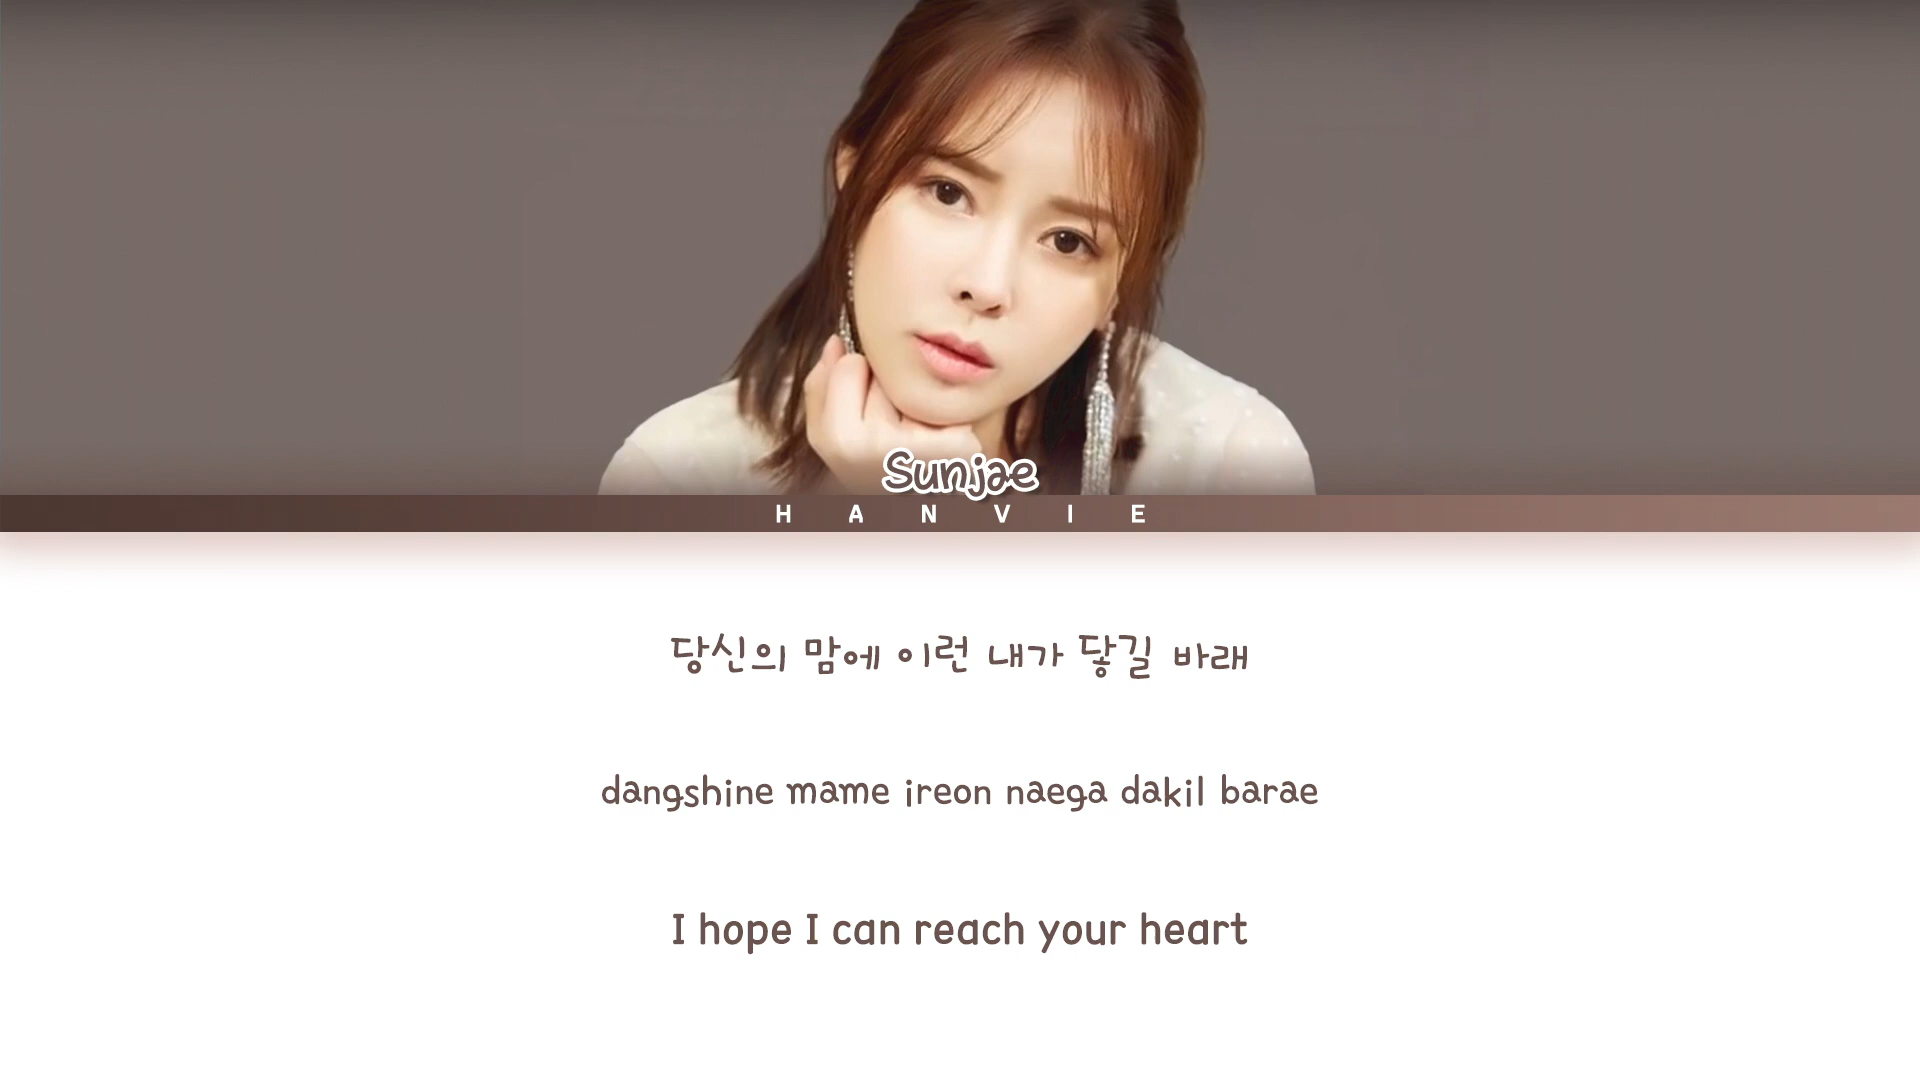 Sunjae
HANVIE
당신의 맘에 이런 내가 닿길 바래
dangshine mame ireon naega dakil barae
I hope I can reach your heart